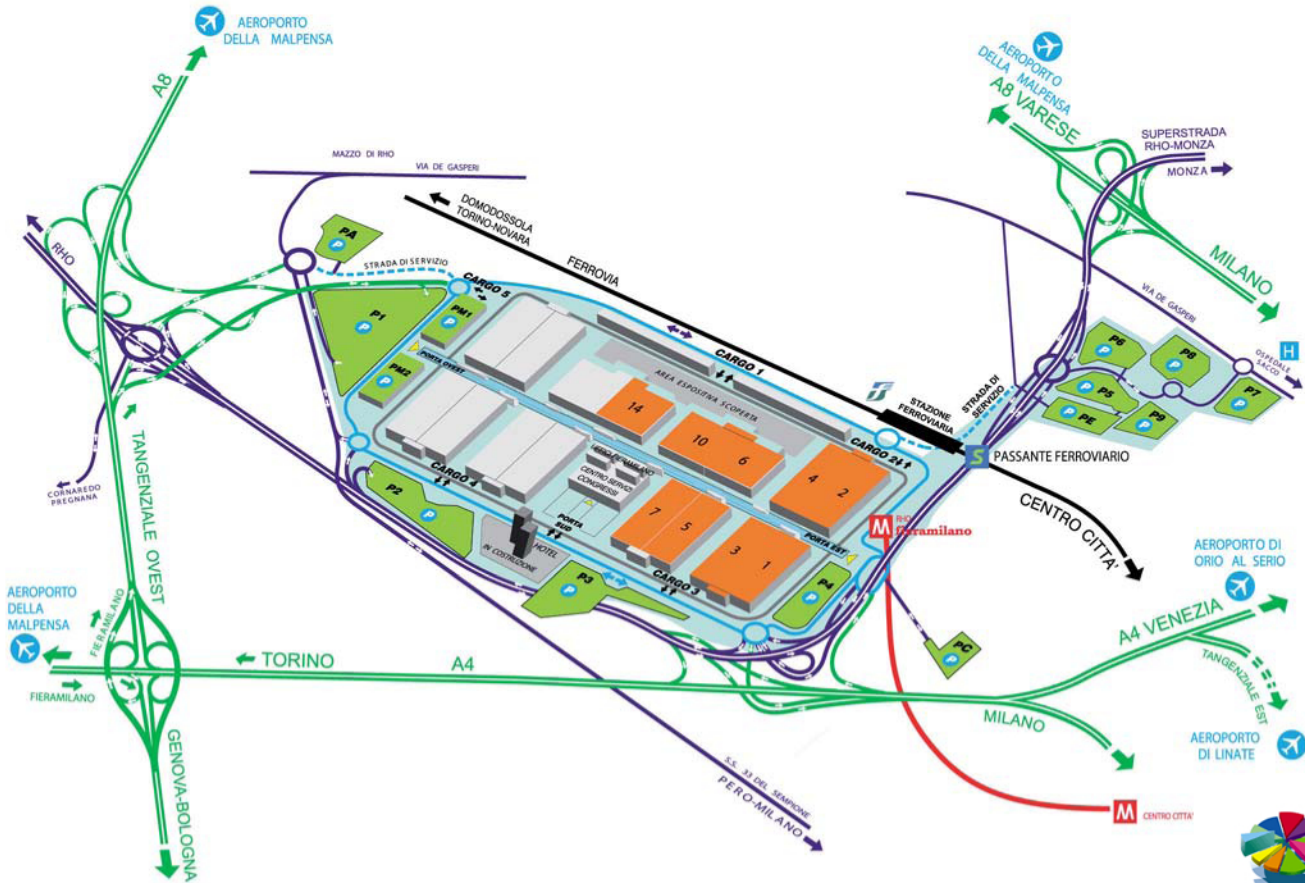 AEROPORTO
DELLA MALPENSA
A8
AEROPORTO
DELLA MALPENSA
A8 VARESE
SUPERSTRADA
RHO-MONZA
MONZA
MILANO
MAZZO DI RHO
VIA DE GASPERI
DOMODOSSOLA
TORINO-NOVARA
FERROVIA
RHO
PA
STRADA DI SERVIZIO
CARGO 5
P1
PM1
PORTA OVEST
PM2
CARGO 1
AREA ESPOSITIVA SCOPERTA
14
10
6
4
2
STAZIONE
FERROVIARIA
STRADA DI
SERVIZIO
CARGO 2
VIA DE GASPERI
OSPEDALE
SACCO
H
P6
P8
P5
P7
PE
P9
S
PASSANTE FERROVIARIO
CENTRO CITTA'
CORNAREDO
PREGNANA
TANGENZIALE OVEST
CARGO 4
CENTRO SERVIZI
CONGRESSI
PORTA
SUD
P2
HOTEL
IN COSTRUZIONE
7
5
3
1
PORTA EST
M
RHO
fieramilano
P3
CARGO 3
P4
PC
AEROPORTO DI
ORIO AL SERIO
A4 VENEZIA
TANGENZIALE EST
AEROPORTO
DELLA
MALPENSA
FIERAMILANO
TORINO
A4
FIERAMILANO
MILANO
AEROPORTO
DI LINATE
GENOVA-BOLOGNA
S.S. 33 DEL SEMPIONE
PERO-MILANO
M
CENTRO CITTA'